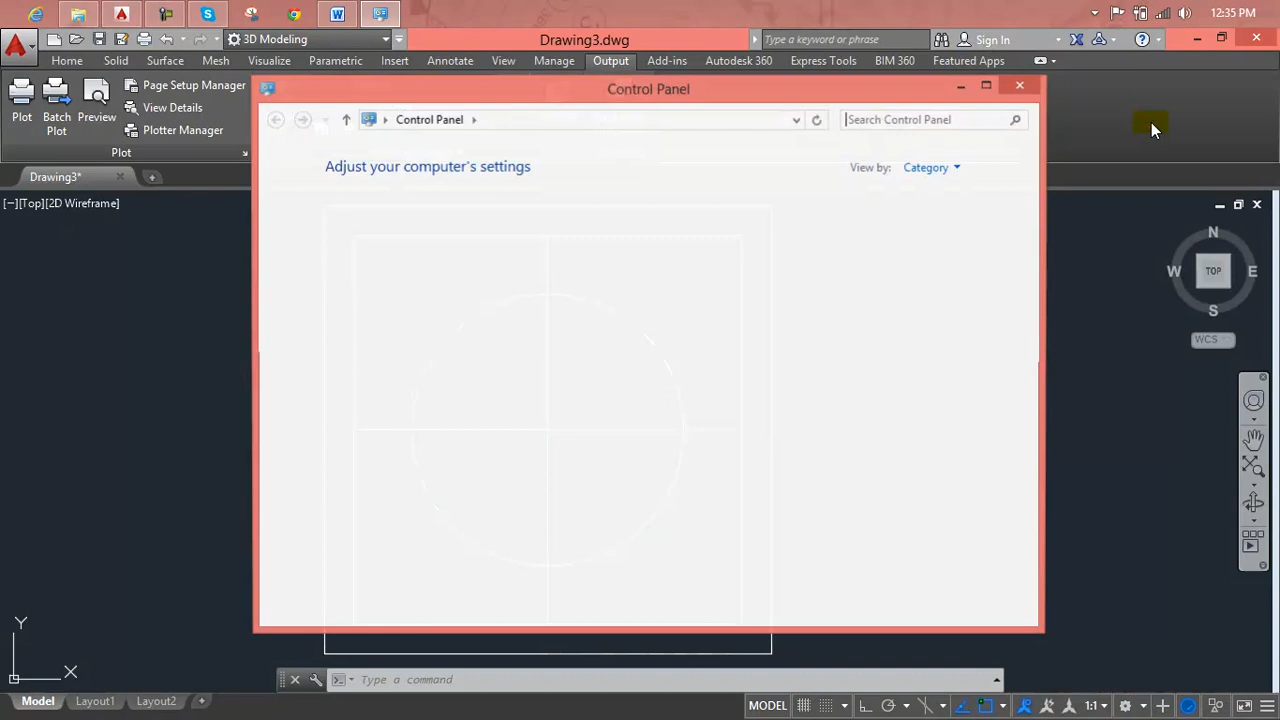 12:35 PM
3D Modeling
Drawing3.dwg
Type a keyword or phrase
Sign In
Home Solid Surface Mesh Visualize Parametric Insert Annotate View Manage Output Add-ins Autodesk 360 Express Tools BIM 360 Featured Apps
Plot
Batch Plot
Preview
Page Setup Manager
View Details
Plotter Manager
Plot
Control Panel
Control Panel
Search Control Panel
Adjust your computer's settings
View by: Category
Drawing3*
[−][Top][2D Wireframe]
N
W TOP E
S
WCS
Y
X
Type a command
Model Layout1 Layout2
MODEL
1:1